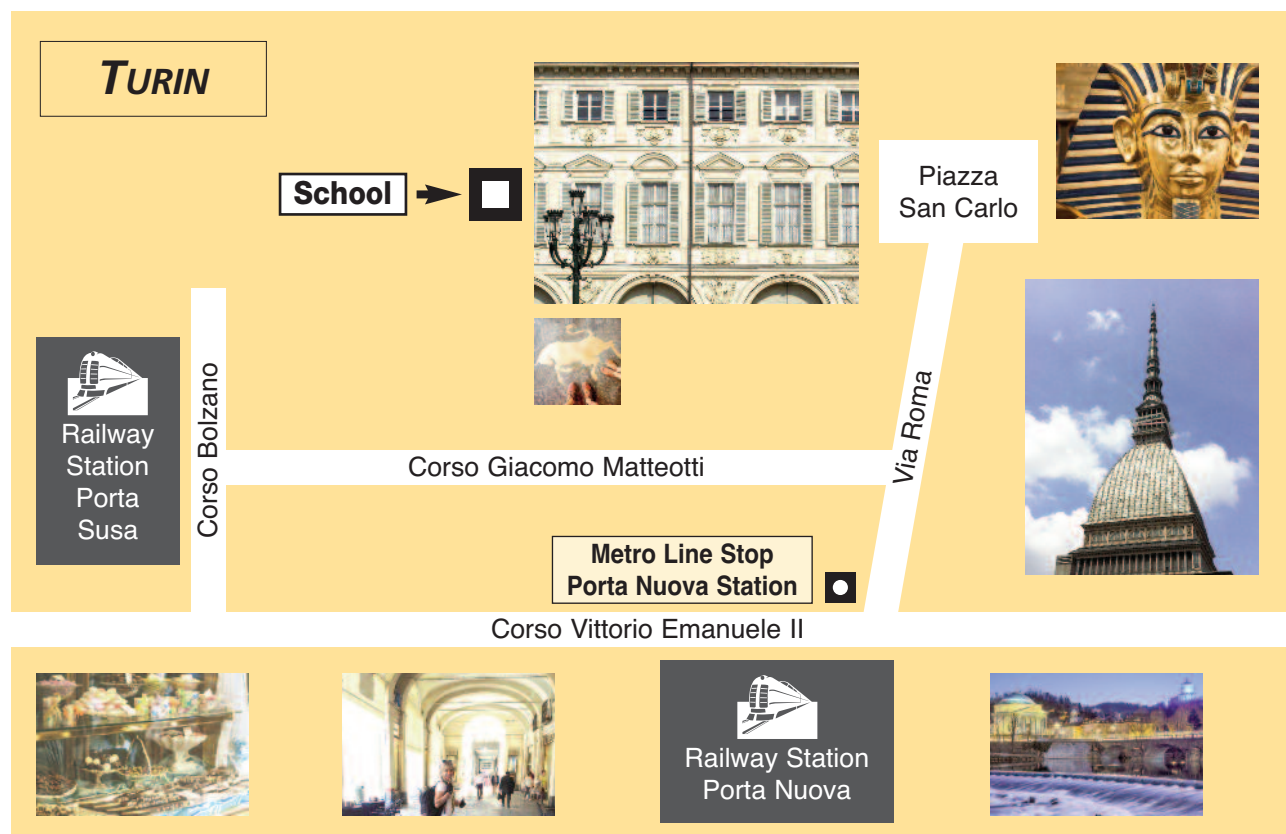 TURIN
School
Piazza
San Carlo
Railway
Station
Porta
Susa
Corso Bolzano
Corso Giacomo Matteotti
Via Roma
Metro Line Stop
Porta Nuova Station
Corso Vittorio Emanuele II
Railway Station
Porta Nuova